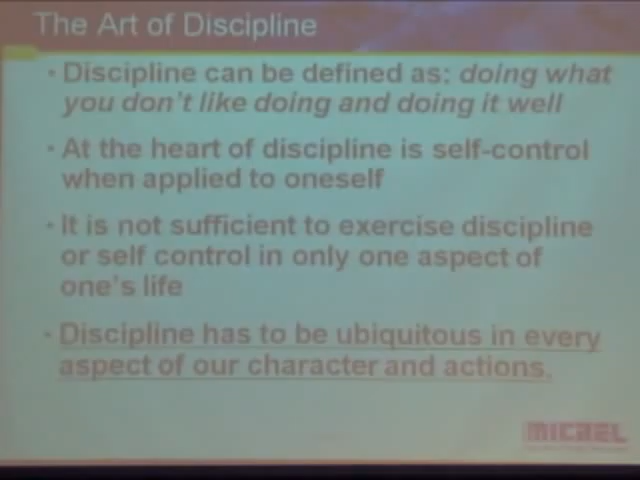 The Art of Discipline
• Discipline can be defined as: doing what
you don't like doing and doing it well
• At the heart of discipline is self-control
when applied to oneself
• It is not sufficient to exercise discipline
or self control in only one aspect of
one's life
• Discipline has to be ubiquitous in every
aspect of our character and actions.
MICREL